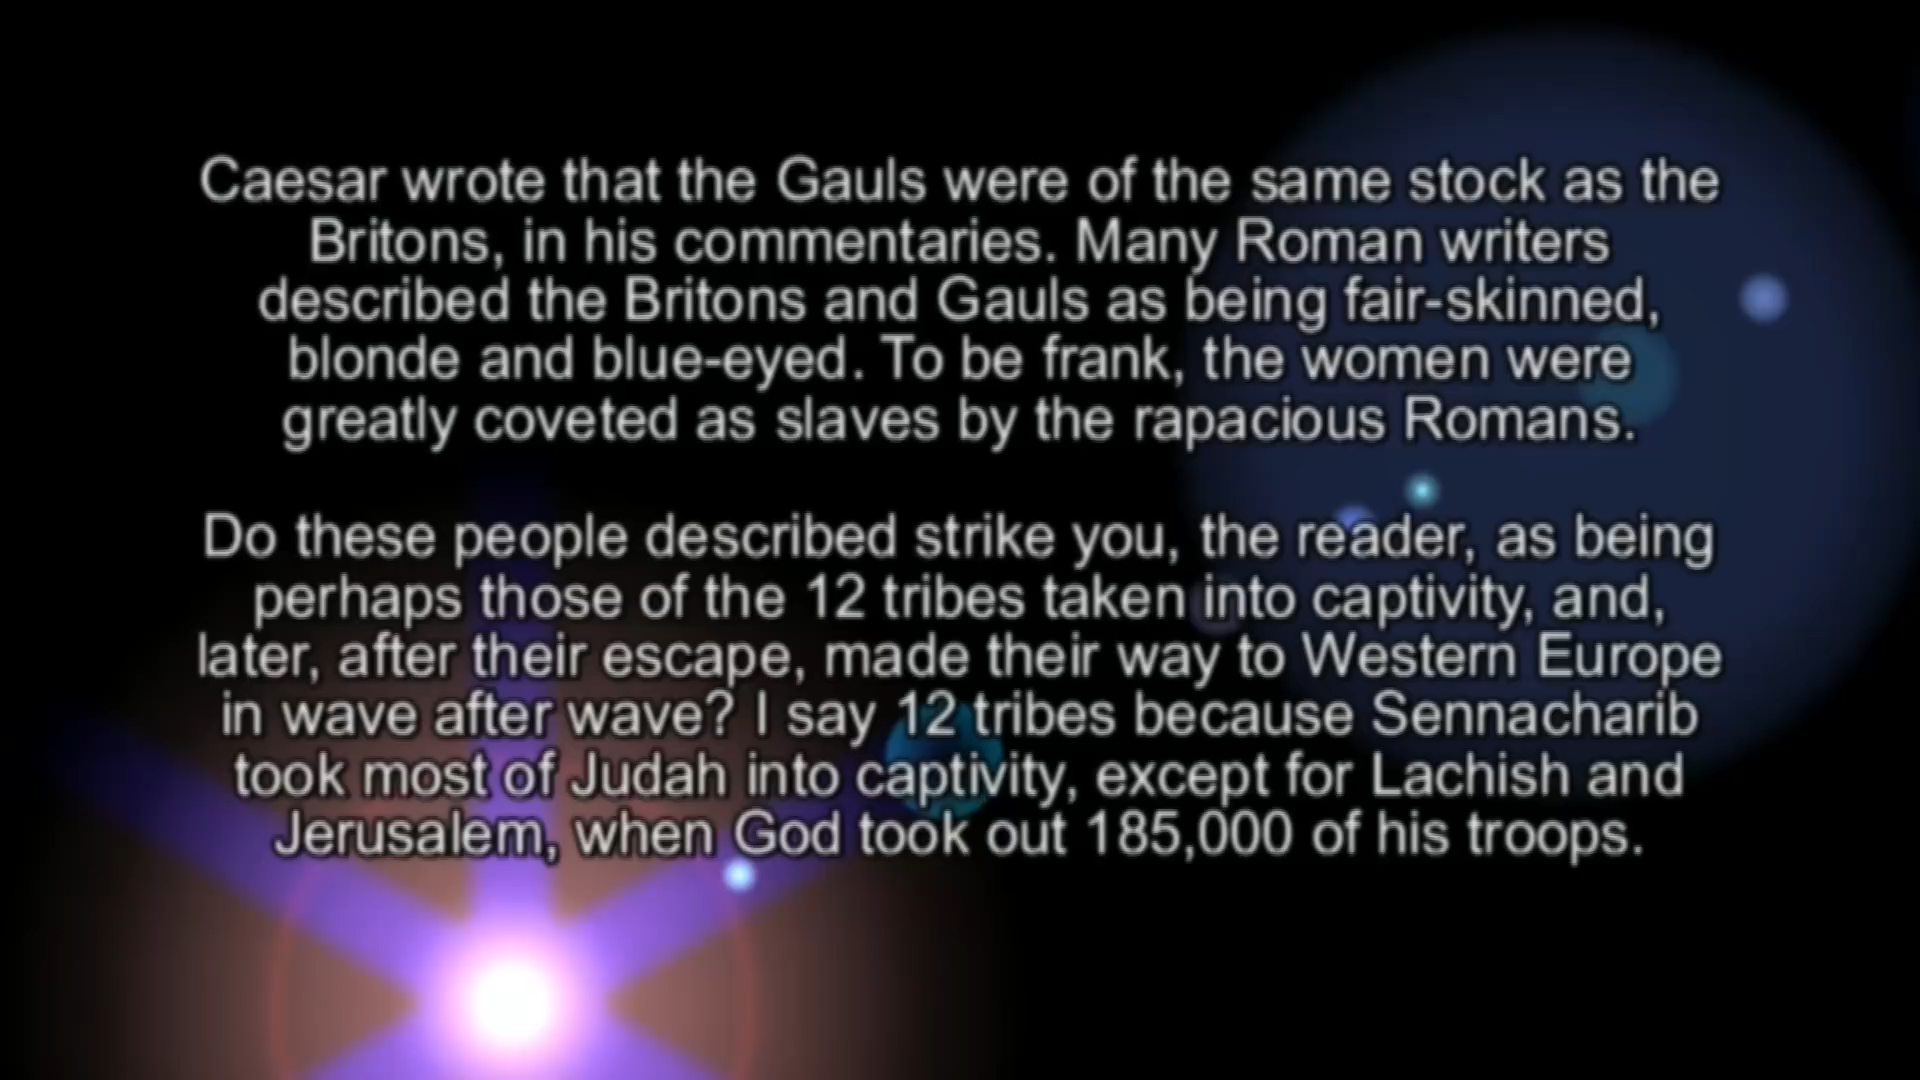 Caesar wrote that the Gauls were of the same stock as the
Britons, in his commentaries. Many Roman writers
described the Britons and Gauls as being fair-skinned,
blonde and blue-eyed. To be frank, the women were
greatly coveted as slaves by the rapacious Romans.
Do these people described strike you, the reader, as being
perhaps those of the 12 tribes taken into captivity, and,
later, after their escape, made their way to Western Europe
in wave after wave? I say 12 tribes because Sennacharib
took most of Judah into captivity, except for Lachish and
Jerusalem, when God took out 185,000 of his troops.